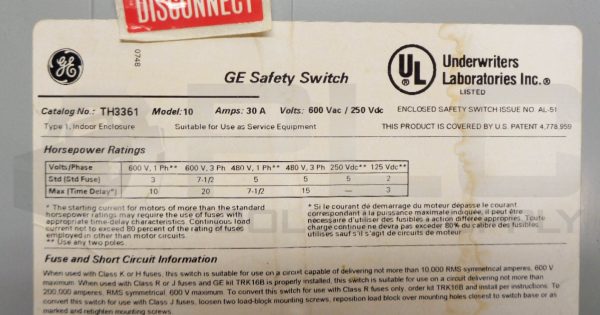 DISCONNECT
0748
GE
GE Safety Switch
UL
Underwriters
Laboratories Inc.®
LISTED
Catalog No.: TH3361 Model: 10 Amps: 30 A Volts: 600 Vac / 250 Vdc
ENCLOSED SAFETY SWITCH ISSUE NO. AL-51
Type 1, Indoor Enclosure Suitable for Use as Service Equipment
THIS PRODUCT IS COVERED BY U.S. PATENT 4,778,959
Horsepower Ratings
Volts/Phase 600 V, 1 Ph** 600 V, 3 Ph 480 V, 1 Ph** 480 V, 3 Ph 250 Vdc** 125 Vdc**
Std (Std Fuse) 3 7-1/2 5 5 5 2
Max (Time Delay*) 10 20 7-1/2 15 — 3
* The starting current for motors of more than the standard
horsepower ratings may require the use of fuses with
appropriate time-delay characteristics. Continuous load
current not to exceed 80 percent of the rating of fuses
employed in other than motor circuits.
** Use any two poles.
* Si le courant de demarrage du moteur depasse le courant
correspondant à la puissance maximale indiquée, il peut être
necessaire d'utiliser des fusibles à action differée appropries. Toute
charge continue ne devra pas exceder 80% du calibre des fusibles
utilises sauf s'il s'agit de circuits de moteur
Fuse and Short Circuit Information
When used with Class K or H fuses, this switch is suitable for use on a circuit capable of delivering not more than 10,000 RMS symmetrical amperes, 600 V
maximum. When used with Class R or J fuses and GE kit TRK16B is properly installed, this switch is suitable for use on a circuit delivering not more than
200,000 amperes, RMS symmetrical, 600 V maximum. To convert this switch for use with Class R fuses only, order kit TRK16B and install per instructions. To
convert this switch for use with Class J fuses, loosen two load-block mounting screws, reposition load block over mounting holes closest to switch base or as
marked and retighten mounting screws.